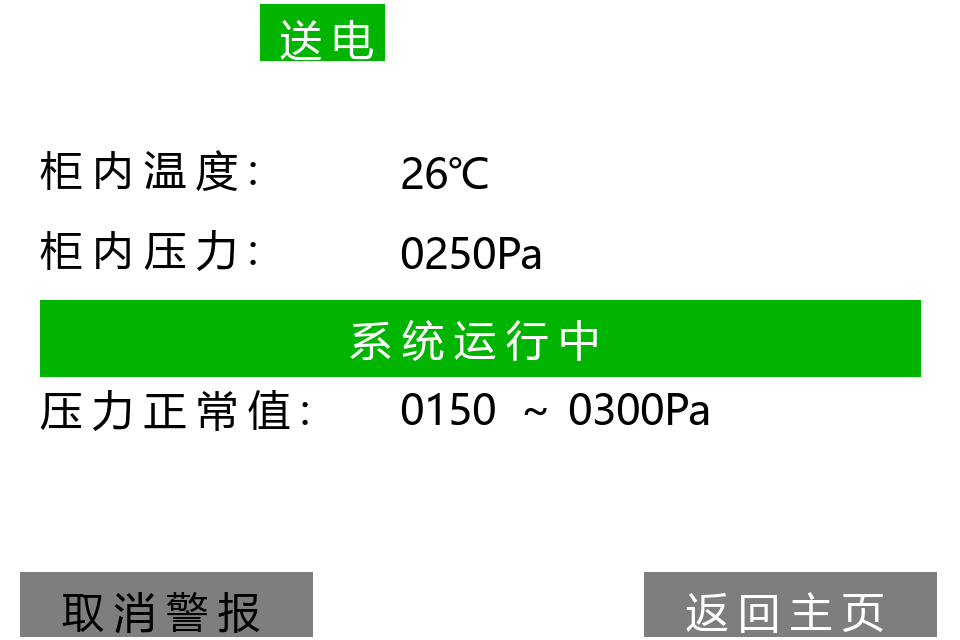 送电
柜内温度： 26℃
柜内压力： 0250Pa
系统运行中
压力正常值： 0150 ~ 0300Pa
取消警报 返回主页